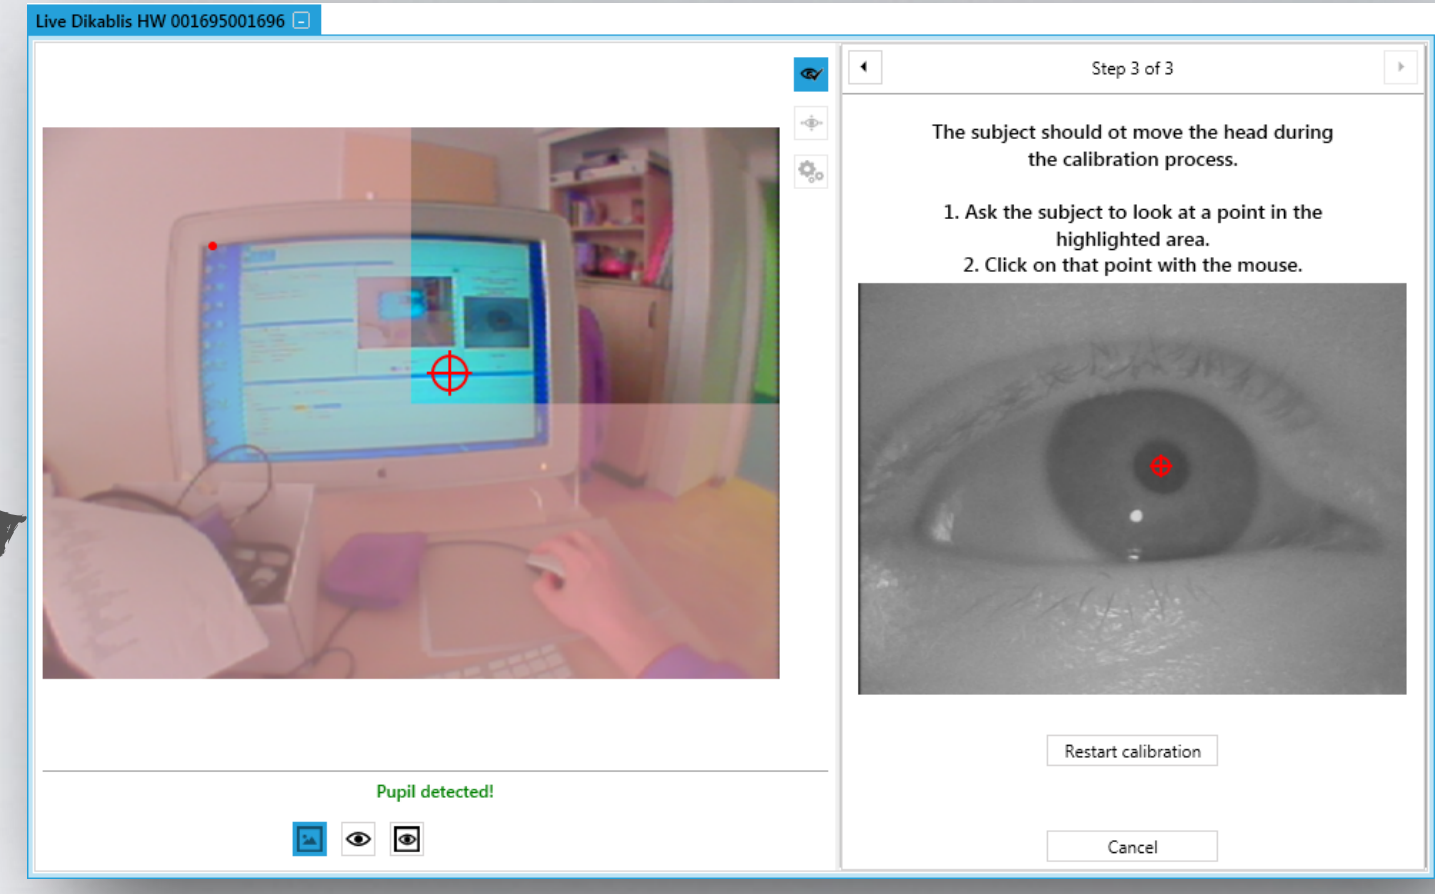 Live Dikablis HW 001695001696
Step 3 of 3
The subject should ot move the head during
the calibration process.
1. Ask the subject to look at a point in the
highlighted area.
2. Click on that point with the mouse.
Pupil detected!
Restart calibration
Cancel